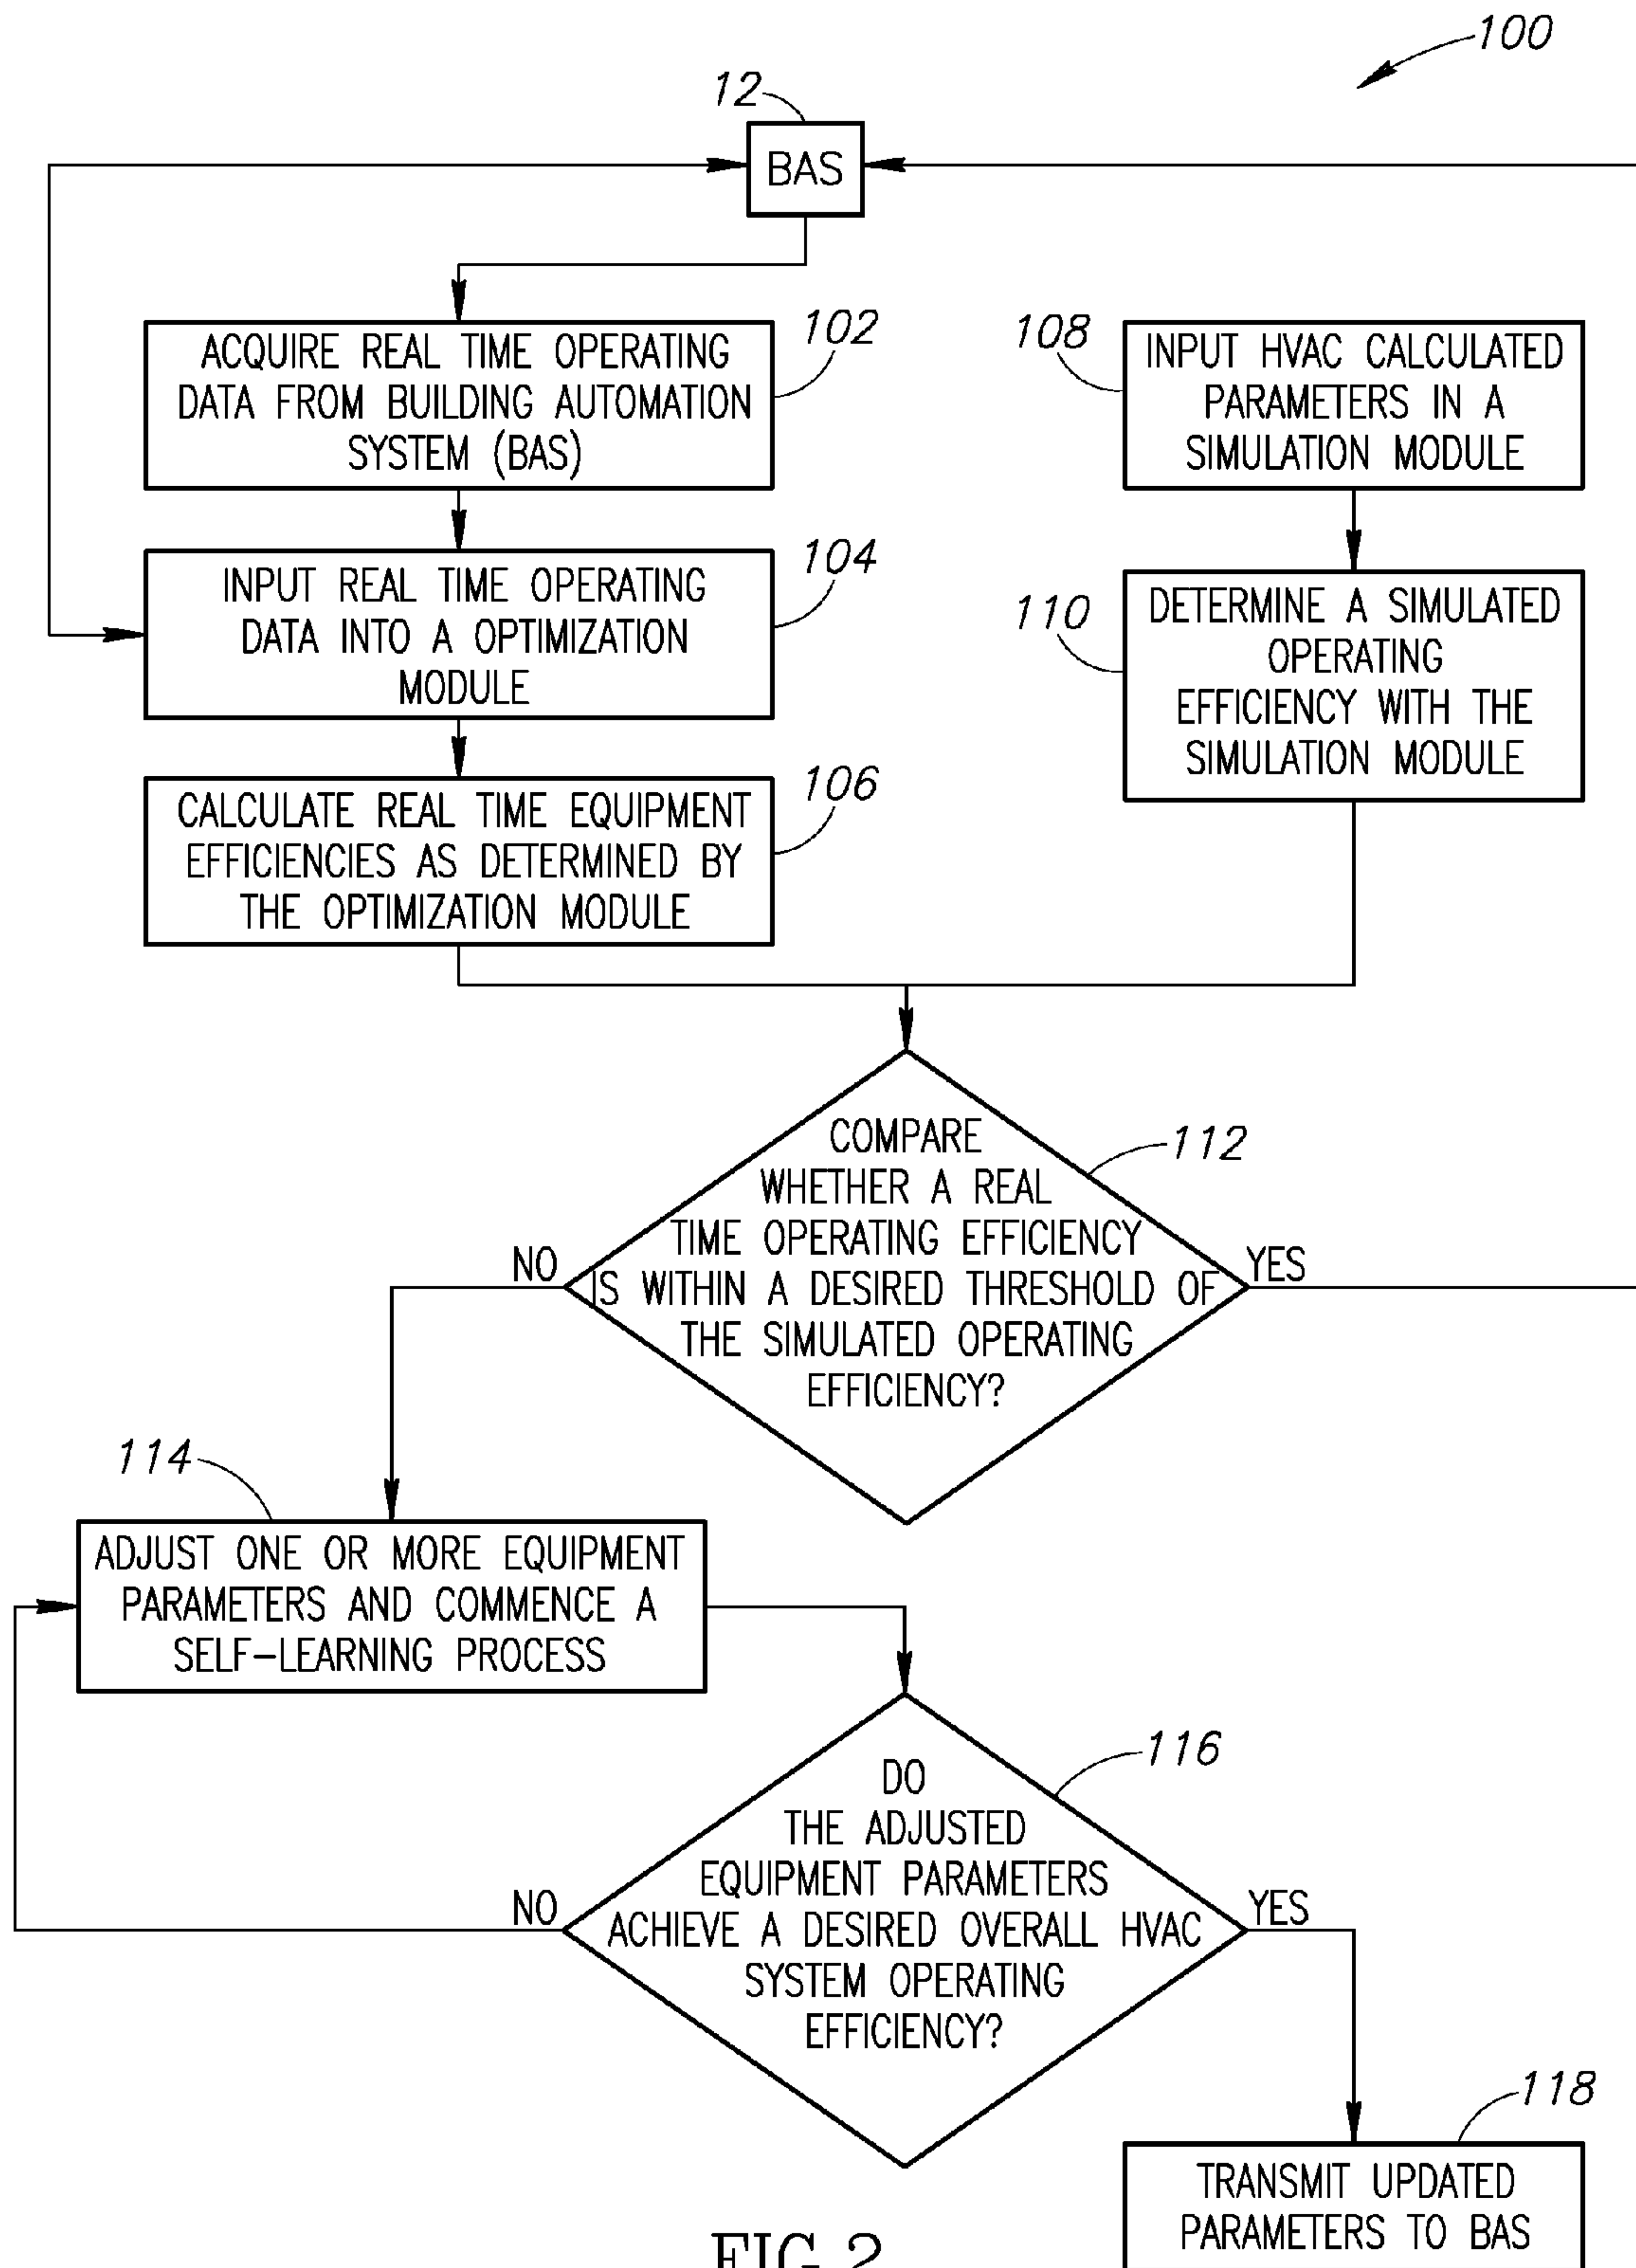 100
12
BAS
102
ACQUIRE REAL TIME OPERATING
DATA FROM BUILDING AUTOMATION
SYSTEM (BAS)
108
INPUT HVAC CALCULATED
PARAMETERS IN A
SIMULATION MODULE
104
INPUT REAL TIME OPERATING
DATA INTO A OPTIMIZATION
MODULE
110
DETERMINE A SIMULATED
OPERATING
EFFICIENCY WITH THE
SIMULATION MODULE
106
CALCULATE REAL TIME EQUIPMENT
EFFICIENCIES AS DETERMINED BY
THE OPTIMIZATION MODULE
112
COMPARE
WHETHER A REAL
TIME OPERATING EFFICIENCY
IS WITHIN A DESIRED THRESHOLD OF
THE SIMULATED OPERATING
EFFICIENCY?
NO
YES
114
ADJUST ONE OR MORE EQUIPMENT
PARAMETERS AND COMMENCE A
SELF-LEARNING PROCESS
116
DO
THE ADJUSTED
EQUIPMENT PARAMETERS
ACHIEVE A DESIRED OVERALL HVAC
SYSTEM OPERATING
EFFICIENCY?
NO
YES
118
TRANSMIT UPDATED
PARAMETERS TO BAS
FIG.2